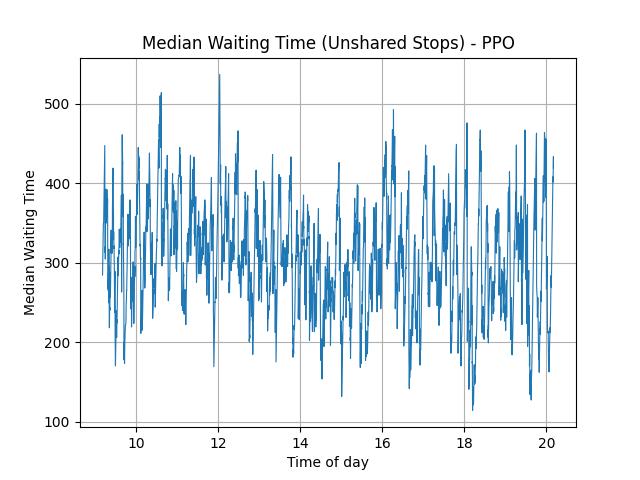 Median Waiting Time (Unshared Stops) - PPO
500
400
300
200
100
Median Waiting Time
10 12 14 16 18 20
Time of day